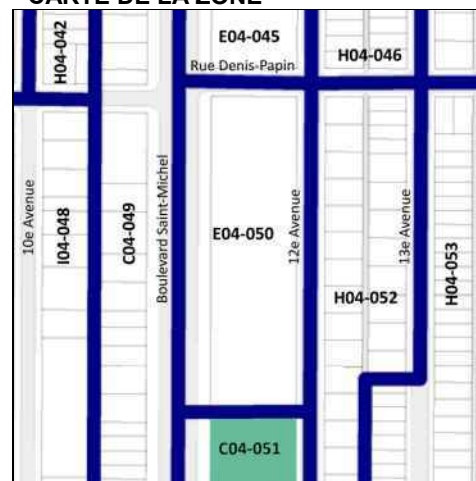 CARTE DE LA ZONE
H04-042
E04-045
H04-046
Rue Denis-Papin
10e Avenue
I04-048
C04-049
Boulevard Saint-Michel
E04-050
12e Avenue
H04-052
13e Avenue
H04-053
C04-051